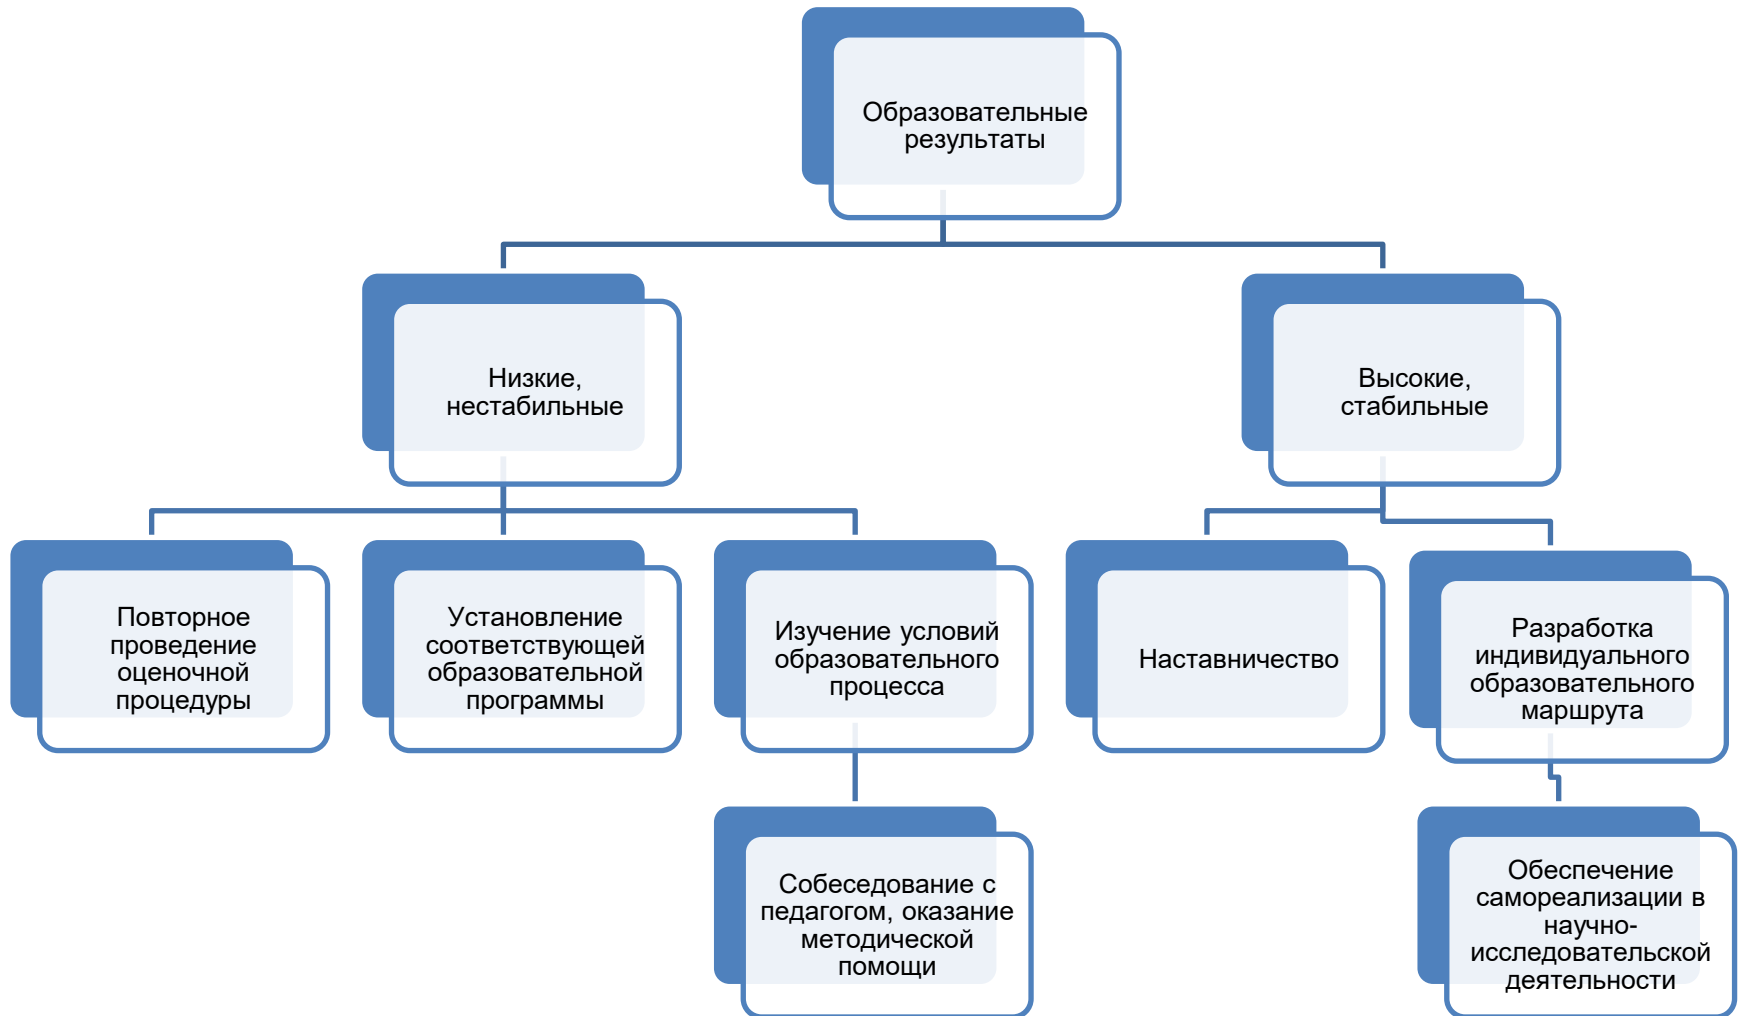 Образовательные
результаты
Низкие,
нестабильные
Высокие,
стабильные
Повторное
проведение
оценочной
процедуры
Установление
соответствующей
образовательной
программы
Изучение условий
образовательного
процесса
Наставничество
Разработка
индивидуального
образовательного
маршрута
Собеседование с
педагогом, оказание
методической
помощи
Обеспечение
самореализации в
научно-
исследовательской
деятельности